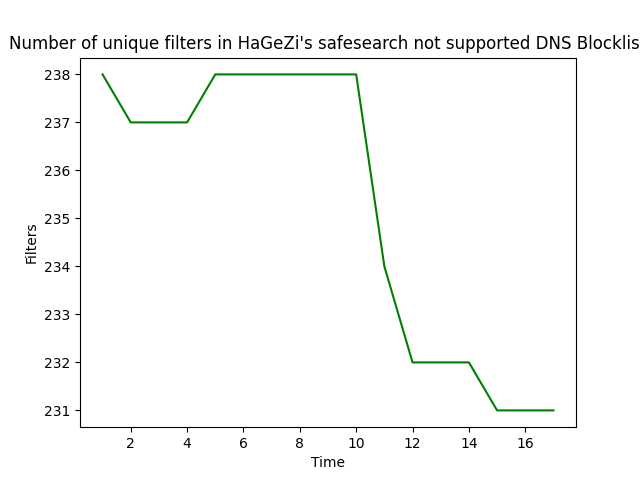 Number of unique filters in HaGeZi's safesearch not supported DNS Blocklis
238
237
236
235
234
233
232
231
Filters
2 4 6 8 10 12 14 16
Time